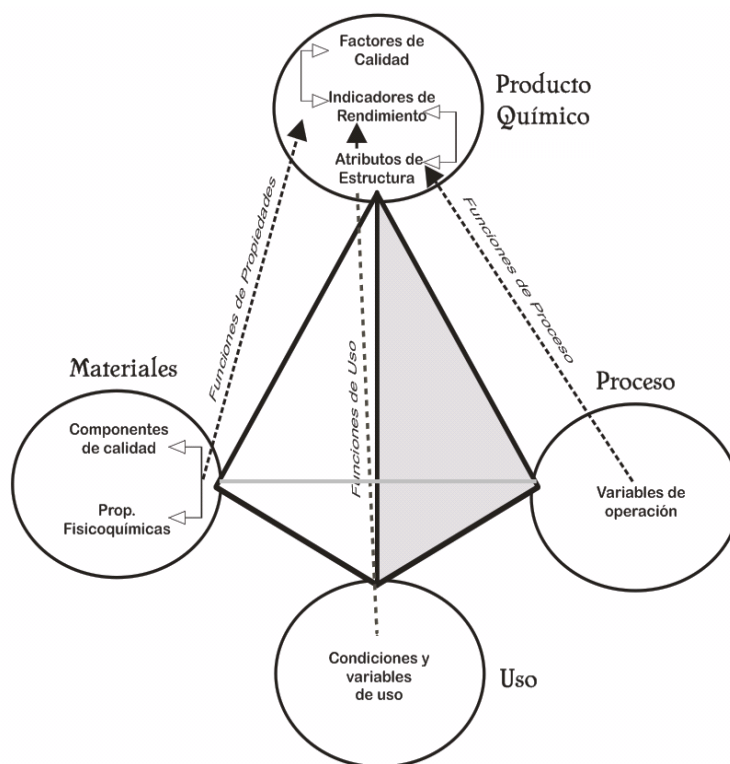 Factores de
Calidad
Indicadores de
Rendimiento
Atributos de
Estructura
Producto
Químico
Funciones de Propiedades
Funciones de Uso
Funciones de Proceso
Materiales
Componentes
de calidad
Prop.
Fisicoquímicas
Proceso
Variables de
operación
Condiciones y
variables
de uso
Uso